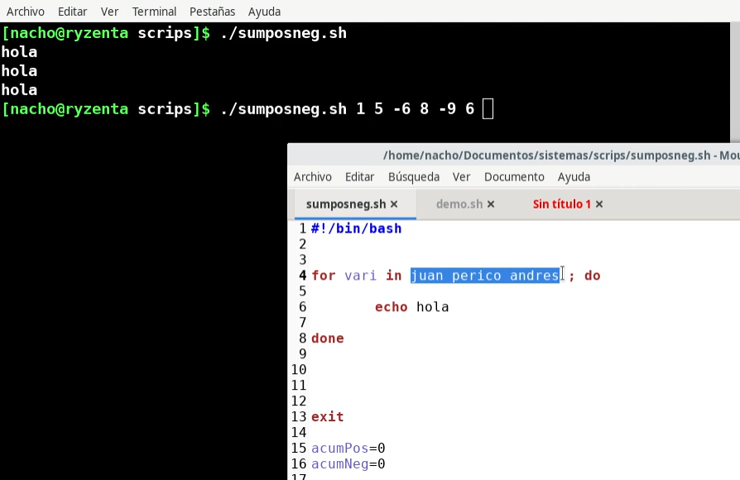 Archivo Editar Ver Terminal Pestañas Ayuda
[nacho@ryzenta scrips]$ ./sumposneg.sh
hola
hola
hola
[nacho@ryzenta scrips]$ ./sumposneg.sh 1 5 -6 8 -9 6
/home/nacho/Documentos/sistemas/scrips/sumposneg.sh - Mou
Archivo Editar Búsqueda Ver Documento Ayuda
sumposneg.sh × demo.sh × Sin título 1 ×
1 #!/bin/bash
2
3
4 for vari in juan perico andres ; do
5
6 echo hola
7
8 done
9
10
11
12
13 exit
14
15 acumPos=0
16 acumNeg=0
17